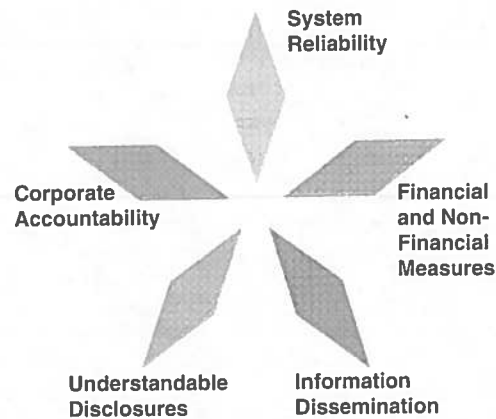 System
Reliability
Corporate
Accountability
Financial
and Non-
Financial
Measures
Understandable
Disclosures
Information
Dissemination